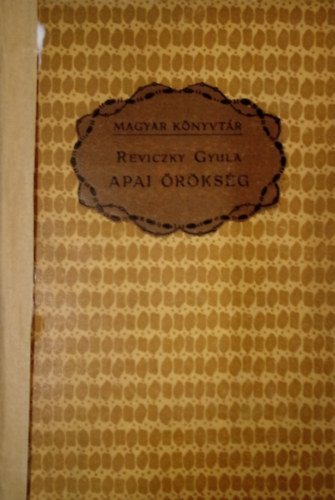 MAGYAR KÖNYVTÁR
REVICZKY GYULA
APAI ÖRÖKSÉG